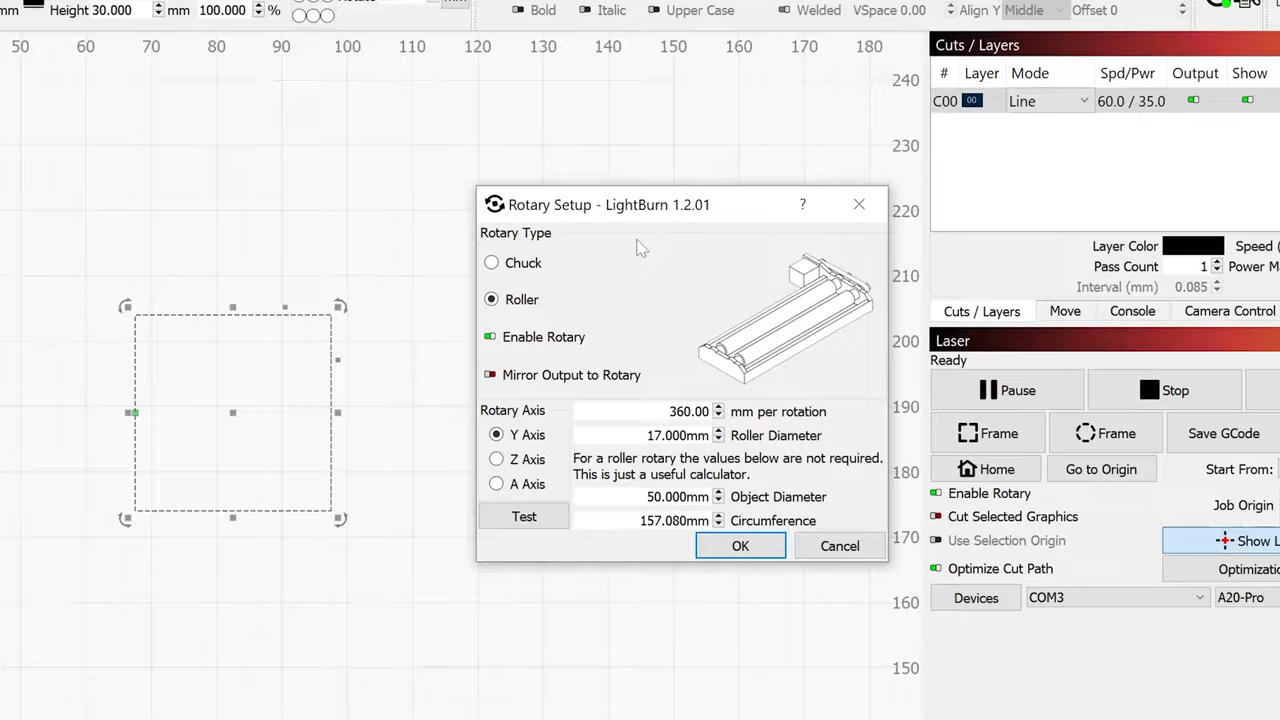 mm Height 30.000 mm 100.000 % mm
Bold Italic Upper Case Welded VSpace 0.00 Align Y Middle Offset 0
50 60 70 80 90 100 110 120 130 140 150 160 170 180
240
230
220
210
200
190
180
170
160
150
Rotary Setup - LightBurn 1.2.01 ?
Rotary Type
Chuck
Roller
Enable Rotary
Mirror Output to Rotary
Rotary Axis
Y Axis
Z Axis
A Axis
Test
360.00 mm per rotation
17.000mm Roller Diameter
For a roller rotary the values below are not required.
This is just a useful calculator.
50.000mm Object Diameter
157.080mm Circumference
OK Cancel
Cuts / Layers
# Layer Mode Spd/Pwr Output Show
C00 00 Line 60.0 / 35.0
Layer Color Speed (
Pass Count 1 Power M
Interval (mm) 0.085
Cuts / Layers Move Console Camera Control
Laser
Ready
Pause Stop
Frame Frame Save GCode
Home Go to Origin Start From:
Enable Rotary
Job Origin
Cut Selected Graphics
Use Selection Origin Show L
Optimize Cut Path Optimizati
Devices COM3 A20-Pro